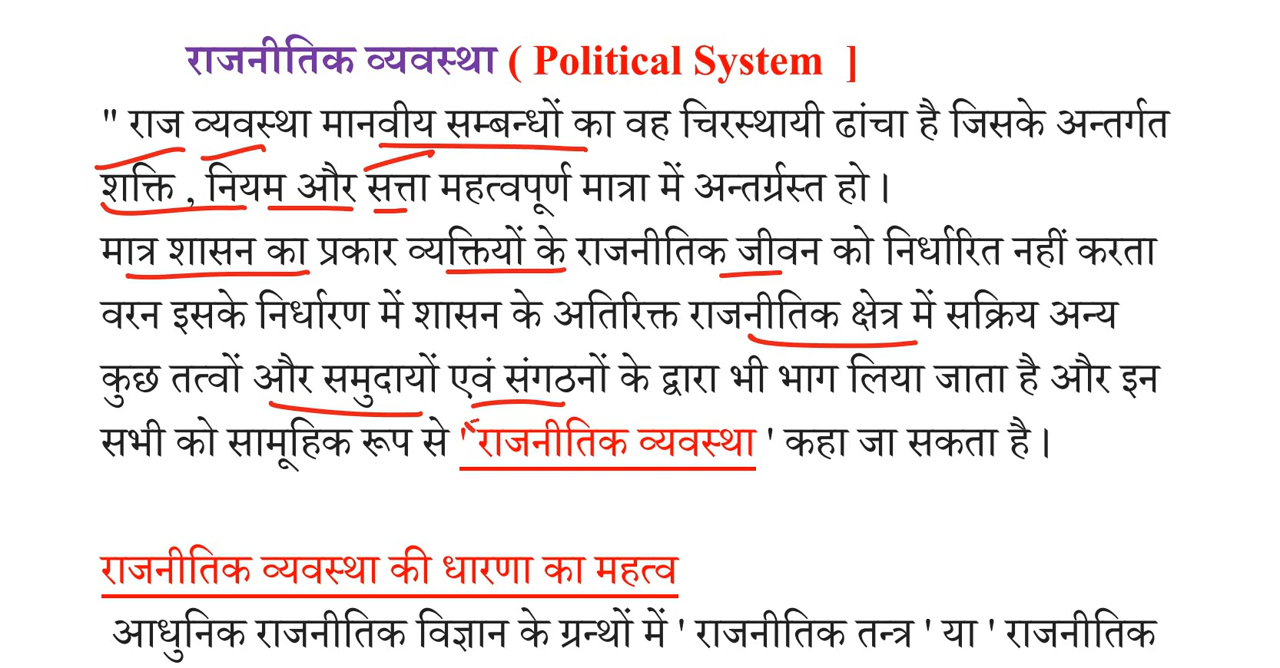 राजनीतिक व्यवस्था ( Political System ]
" राज व्यवस्था मानवीय सम्बन्धों का वह चिरस्थायी ढांचा है जिसके अन्तर्गत
शक्ति , नियम और सत्ता महत्वपूर्ण मात्रा में अन्तर्ग्रस्त हो।
मात्र शासन का प्रकार व्यक्तियों के राजनीतिक जीवन को निर्धारित नहीं करता
वरन इसके निर्धारण में शासन के अतिरिक्त राजनीतिक क्षेत्र में सक्रिय अन्य
कुछ तत्वों और समुदायों एवं संगठनों के द्वारा भी भाग लिया जाता है और इन
सभी को सामूहिक रूप से ' राजनीतिक व्यवस्था ' कहा जा सकता है।
राजनीतिक व्यवस्था की धारणा का महत्व
आधुनिक राजनीतिक विज्ञान के ग्रन्थों में ' राजनीतिक तन्त्र ' या ' राजनीतिक